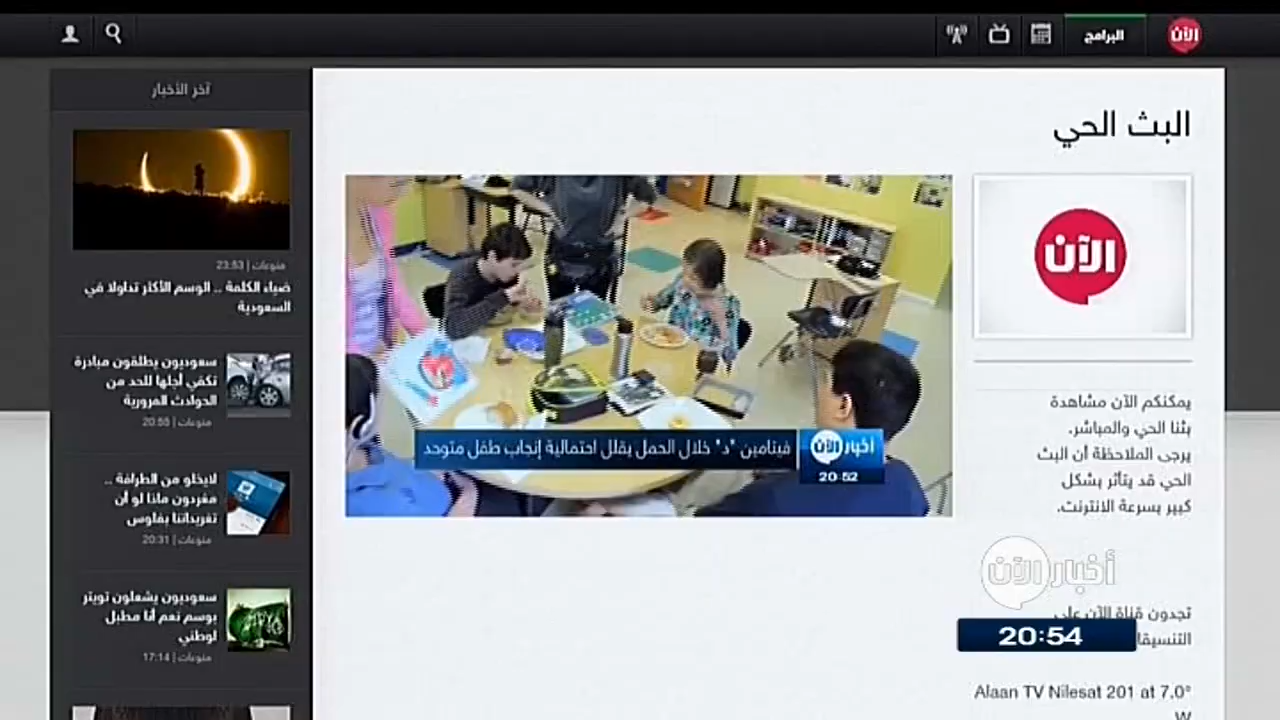 الآن
البرامج
البث الحي
الآن
يمكنكم الآن مشاهدة
بثنا الحي والمباشر.
يرجى الملاحظة أن البث
الحي قد يتأثر بشكل
كبير بسرعة الانترنت.
أخبار الآن
تجدون قناة الآن على
20:54
Alaan TV Nilesat 201 at 7.0°
W
أخبار الآن
فيتامين "د" خلال الحمل يقلل احتمالية إنجاب طفل متوحد
20:52
آخر الأخبار
منوعات | 23:53
ضياء الكلمة .. الوسم الأكثر تداولا في
السعودية
سعوديون يطلقون مبادرة
تكفي أجلها للحد من
الحوادث المرورية
منوعات | 20:55
لايخلو من الطرافة ..
مغردون ماذا لو أن
تغريداتنا بفلوس
منوعات | 20:31
سعوديون يشعلون تويتر
بوسم نعم أنا مطبل
لوطني
منوعات | 17:14